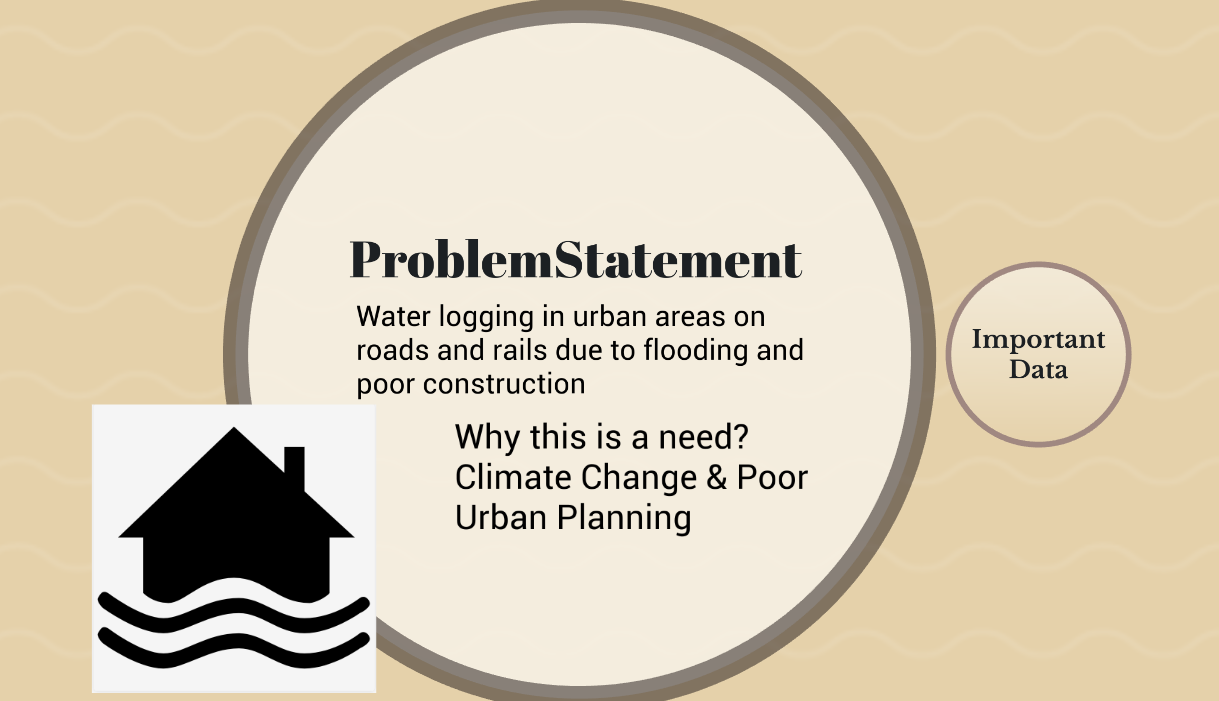 ProblemStatement
Water logging in urban areas on
roads and rails due to flooding and
poor construction
Why this is a need?
Climate Change & Poor
Urban Planning
Important
Data